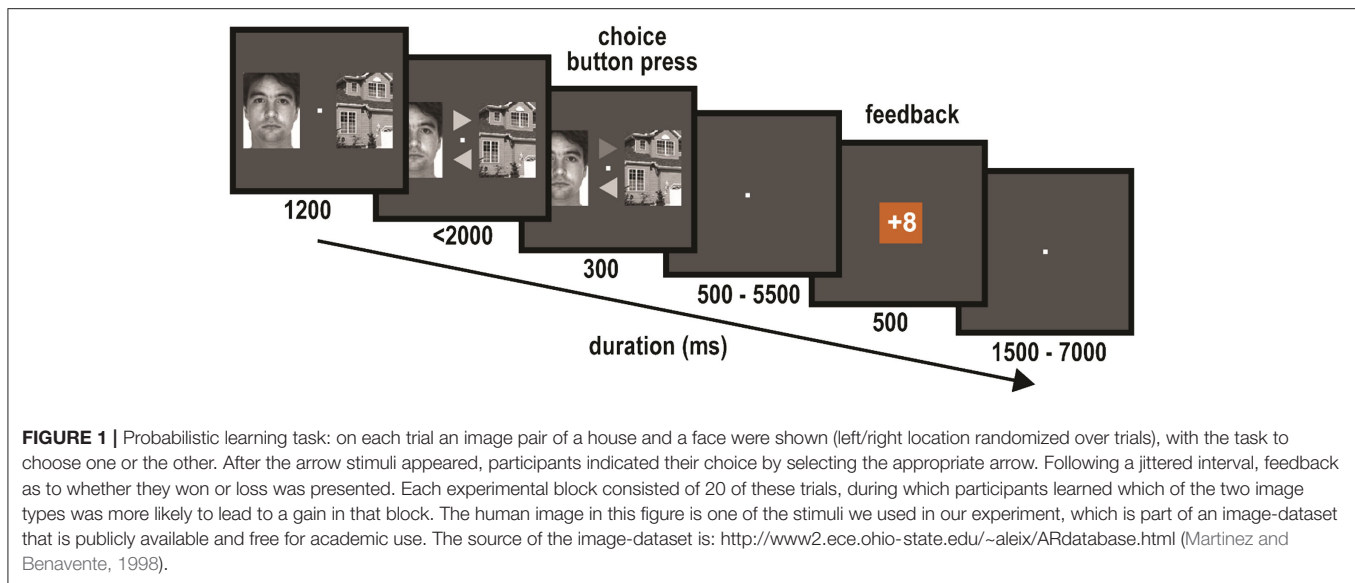 choice
button press
feedback
+8
1200
<2000
300
500 - 5500
500
1500 - 7000
duration (ms)
FIGURE 1 | Probabilistic learning task: on each trial an image pair of a house and a face were shown (left/right location randomized over trials), with the task to
choose one or the other. After the arrow stimuli appeared, participants indicated their choice by selecting the appropriate arrow. Following a jittered interval, feedback
as to whether they won or loss was presented. Each experimental block consisted of 20 of these trials, during which participants learned which of the two image
types was more likely to lead to a gain in that block. The human image in this figure is one of the stimuli we used in our experiment, which is part of an image-dataset
that is publicly available and free for academic use. The source of the image-dataset is: http://www2.ece.ohio-state.edu/~aleix/ARdatabase.html (Martinez and
Benavente, 1998).